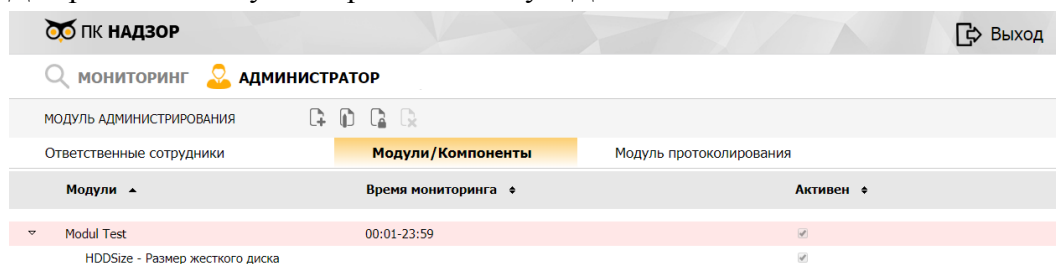 ПК НАДЗОР Выход
МОНИТОРИНГ АДМИНИСТРАТОР
МОДУЛЬ АДМИНИСТРИРОВАНИЯ
Ответственные сотрудники Модули/Компоненты Модуль протоколирования
Модули Время мониторинга Активен
Modul Test 00:01-23:59
HDDSize - Размер жесткого диска